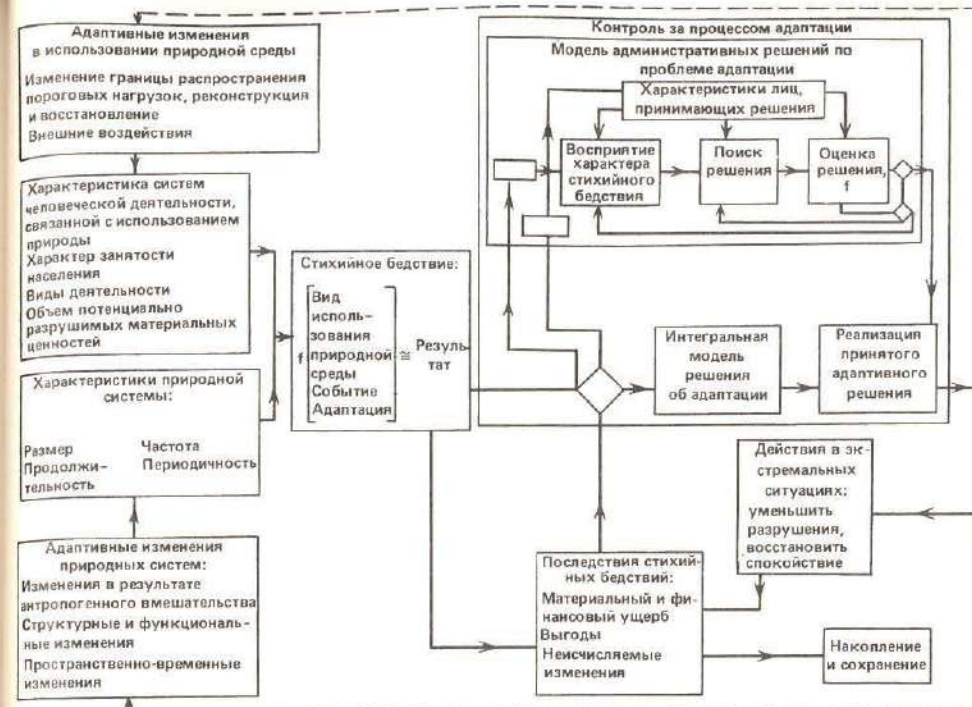 Адаптивные изменения
в использовании природной среды
Изменение границы распространения
пороговых нагрузок, реконструкция
и восстановление
Внешние воздействия
Характеристика систем
человеческой деятельности,
связанной с использованием
природы
Характер занятости
населения
Виды деятельности
Объем потенциально
разрушимых материальных
ценностей
Характеристики природной
системы:
Размер
Продолжи-
тельность
Частота
Периодичность
Адаптивные изменения
природных систем:
Изменения в результате
антропогенного вмешательства
Структурные и функциональ-
ные изменения
Пространственно-временные
изменения
Стихийное бедствие:
f
Вид
исполь-
зования
природной
среды
Событие
Адаптация
≅ Резуль-
тат
Контроль за процессом адаптации
Модель административных решений по
проблеме адаптации
Характеристики лиц,
принимающих решения
Восприятие
характера
стихийного
бедствия
Поиск
решения
Оценка
решения,
f
Интегральная
модель
решения
об адаптации
Реализация
принятого
адаптивного
решения
Действия в эк-
стремальных
ситуациях:
уменьшить
разрушения,
восстановить
спокойствие
Последствия стихий-
ных бедствий:
Материальный и фи-
нансовый ущерб
Выгоды
Неисчисляемые
изменения
Накопление
и сохранение